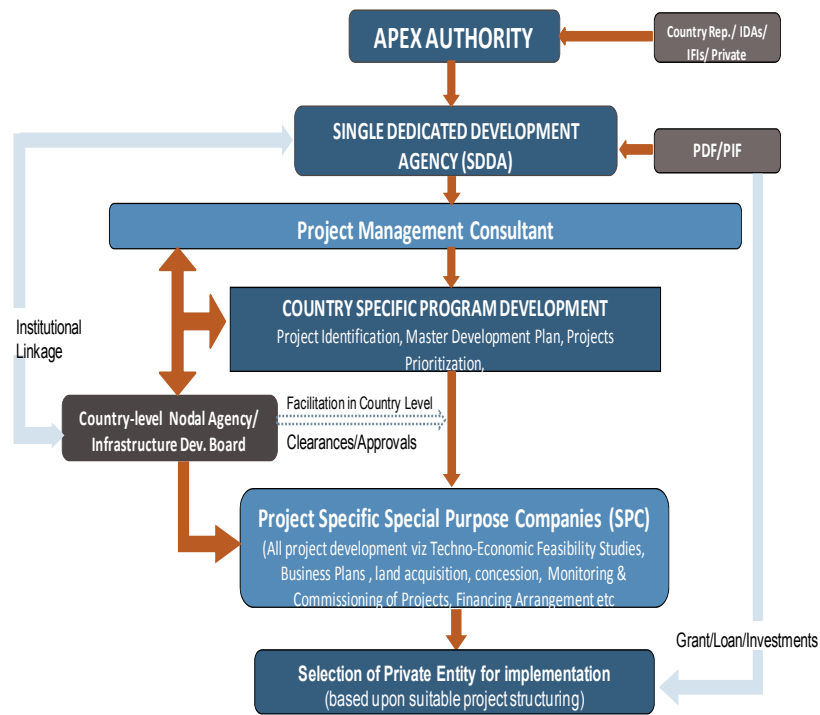 APEX AUTHORITY
Country Rep./ IDAs/
IFIs/ Private
SINGLE DEDICATED DEVELOPMENT
AGENCY (SDDA)
PDF/PIF
Project Management Consultant
COUNTRY SPECIFIC PROGRAM DEVELOPMENT
Project Identification, Master Development Plan, Projects
Prioritization,
Institutional
Linkage
Country-level Nodal Agency/
Infrastructure Dev. Board
Facilitation in Country Level
Clearances/Approvals
Project Specific Special Purpose Companies (SPC)
(All project development viz Techno-Economic Feasibility Studies,
Business Plans , land acquisition, concession, Monitoring &
Commissioning of Projects, Financing Arrangement etc
Grant/Loan/Investments
Selection of Private Entity for implementation
(based upon suitable project structuring)